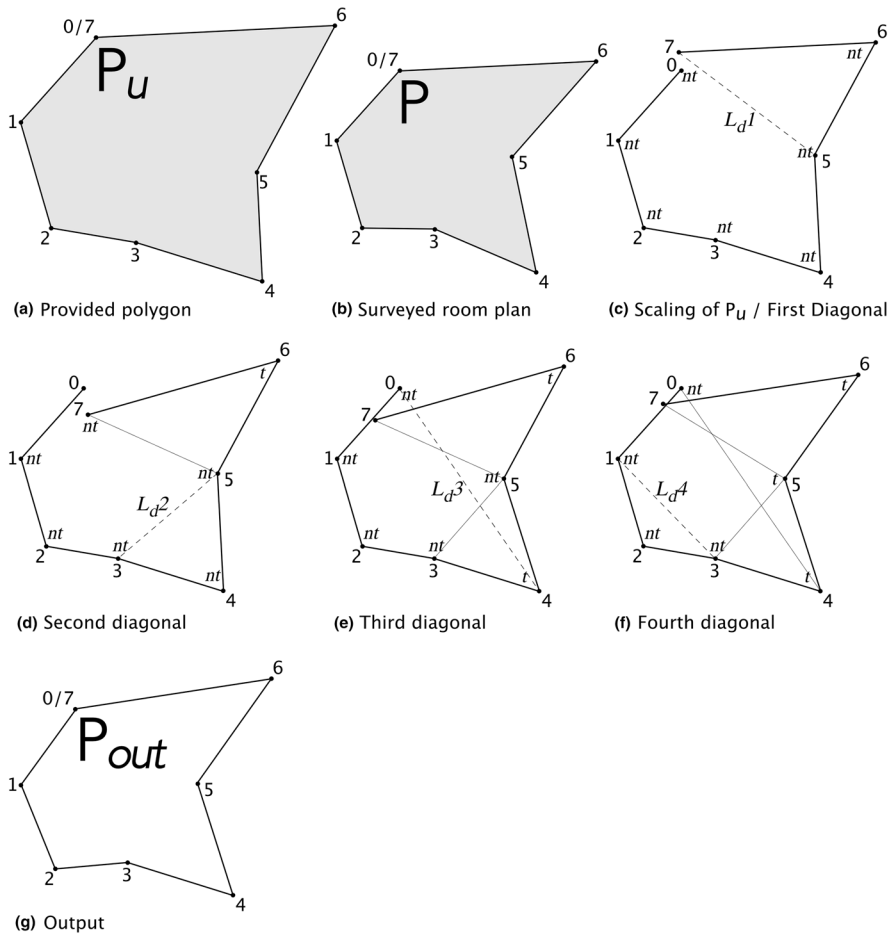 0/7
6
P
u
1
5
2
3
4
(a) Provided polygon
0/7
6
P
1
5
2
3
4
(b) Surveyed room plan
7
6
0
nt
nt
Ld1
1
nt
nt
5
nt
nt
2
3
nt
4
(c) Scaling of Pu / First Diagonal
6
0
t
7
nt
1
nt
nt
5
Ld2
nt
nt
2
3
nt
4
(d) Second diagonal
6
0
nt
t
7
1
nt
nt
5
Ld3
nt
nt
2
3
t
4
(e) Third diagonal
6
0
nt
t
7
1
nt
t
5
Ld4
nt
nt
2
3
t
4
(f) Fourth diagonal
6
0/7
Pout
1
5
2
3
4
(g) Output